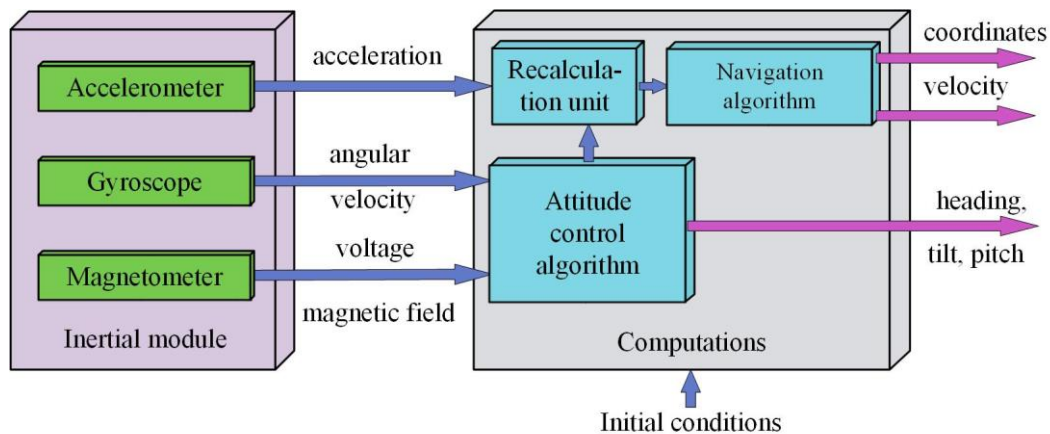 Accelerometer
Gyroscope
Magnetometer
Inertial module
acceleration
angular
velocity
voltage
magnetic field
Recalcula-
tion unit
Navigation
algorithm
Attitude
control
algorithm
Computations
Initial conditions
coordinates
velocity
heading,
tilt, pitch